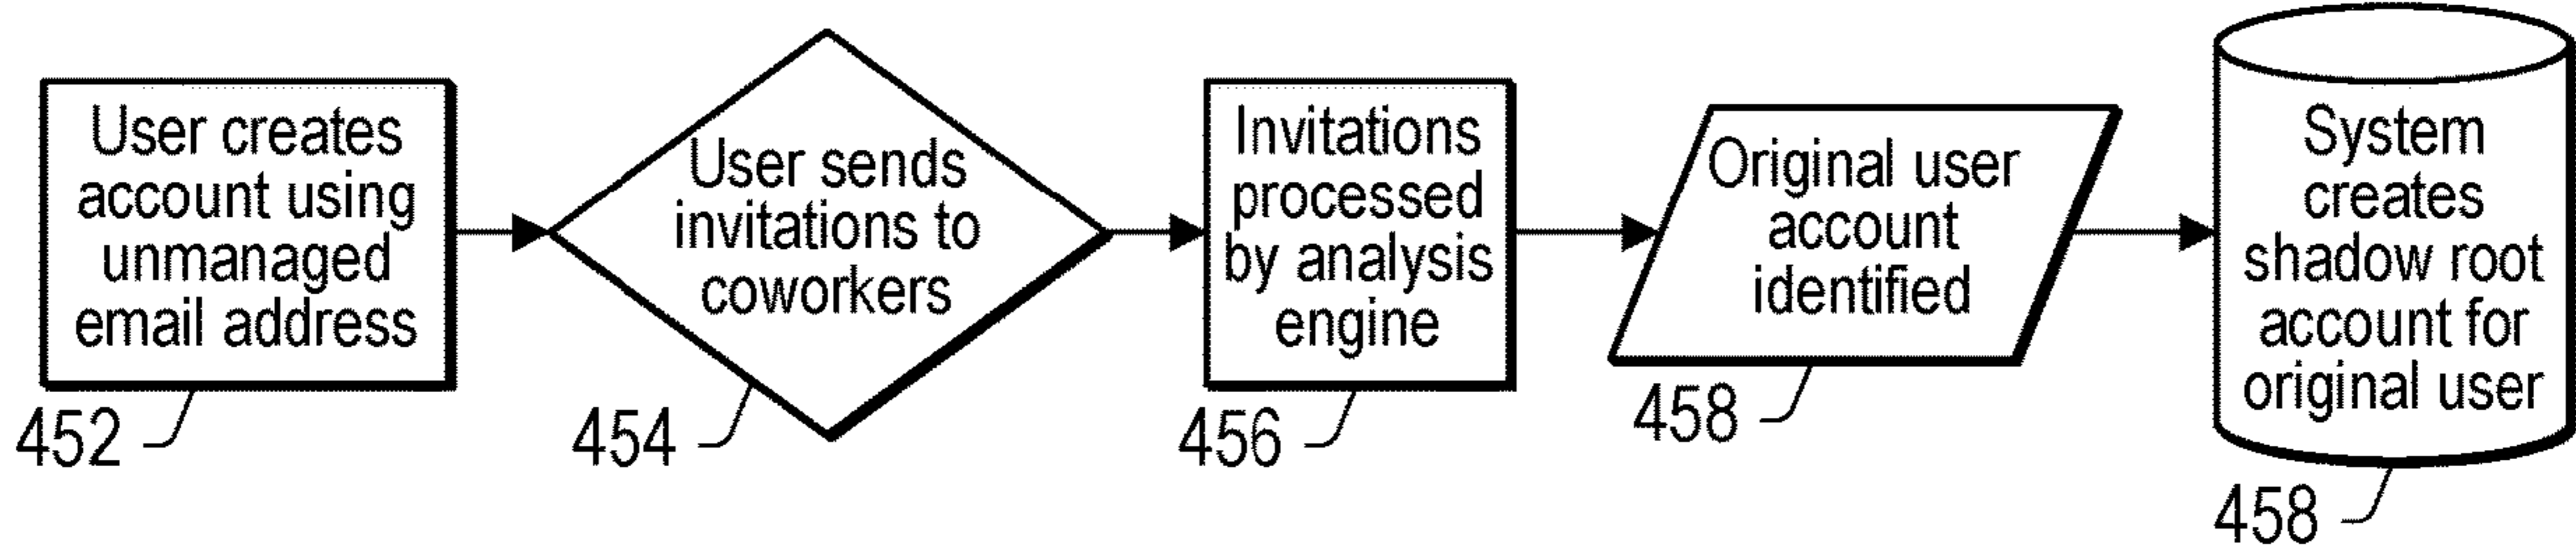 User creates
account using
unmanaged
email address
452
User sends
invitations to
coworkers
454
Invitations
processed
by analysis
engine
456
Original user
account
identified
458
System
creates
shadow root
account for
original user
458